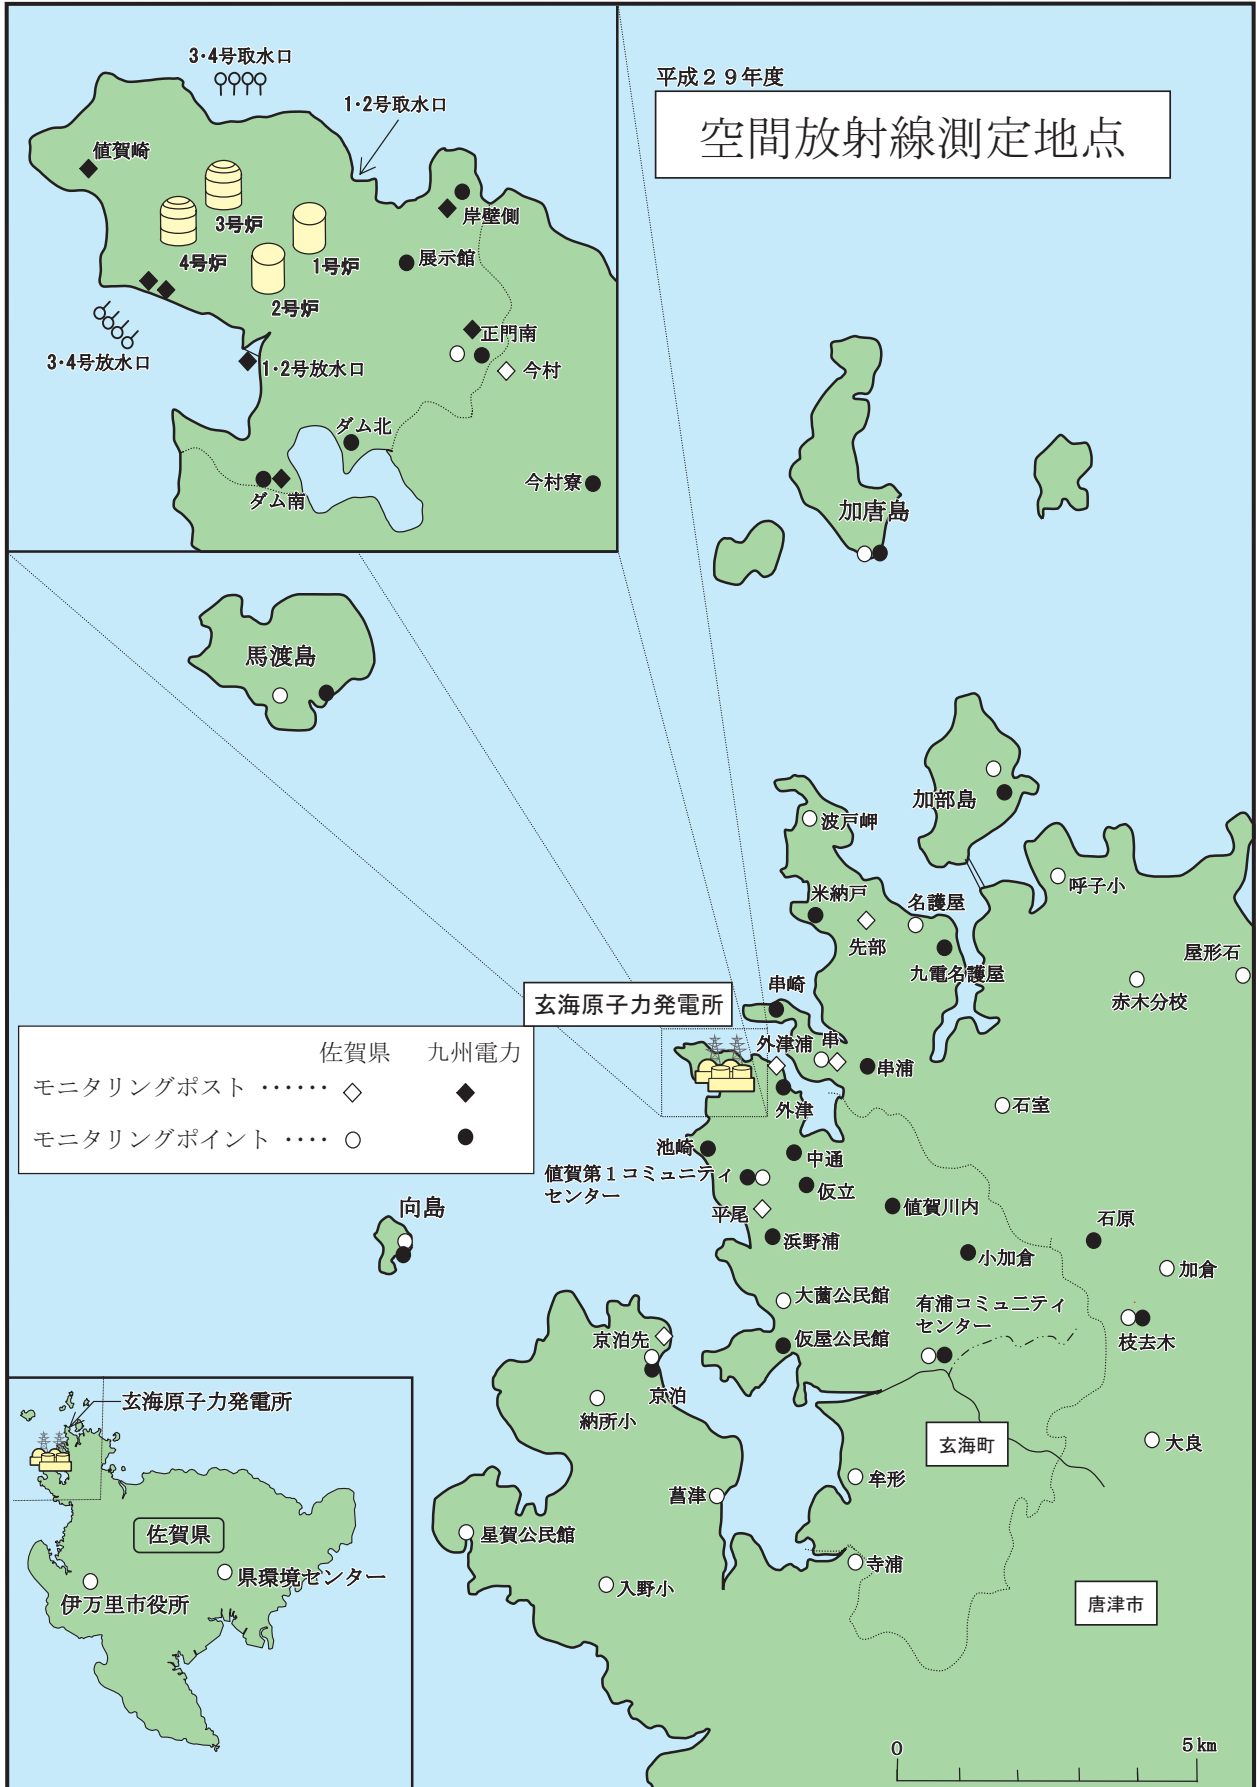 平成２９年度
空間放射線測定地点
3・4号取水口
1・2号取水口
値賀崎
3号炉
4号炉
1号炉
2号炉
岸壁側
展示館
正門南
今村
3・4号放水口
1・2号放水口
ダム北
ダム南
今村寮
加唐島
馬渡島
加部島
波戸岬
呼子小
米納戸
名護屋
先部
九電名護屋
屋形石
赤木分校
串崎
玄海原子力発電所
外津浦
串
串浦
外津
石室
佐賀県
九州電力
モニタリングポスト ‥‥‥
モニタリングポイント ‥‥
池崎
中通
値賀第１コミュニティ
センター
仮立
平尾
値賀川内
向島
石原
浜野浦
小加倉
加倉
大薗公民館
有浦コミュニティ
センター
京泊先
仮屋公民館
枝去木
京泊
納所小
玄海町
大良
牟形
菖津
星賀公民館
寺浦
入野小
唐津市
玄海原子力発電所
佐賀県
県環境センター
伊万里市役所
0
5km